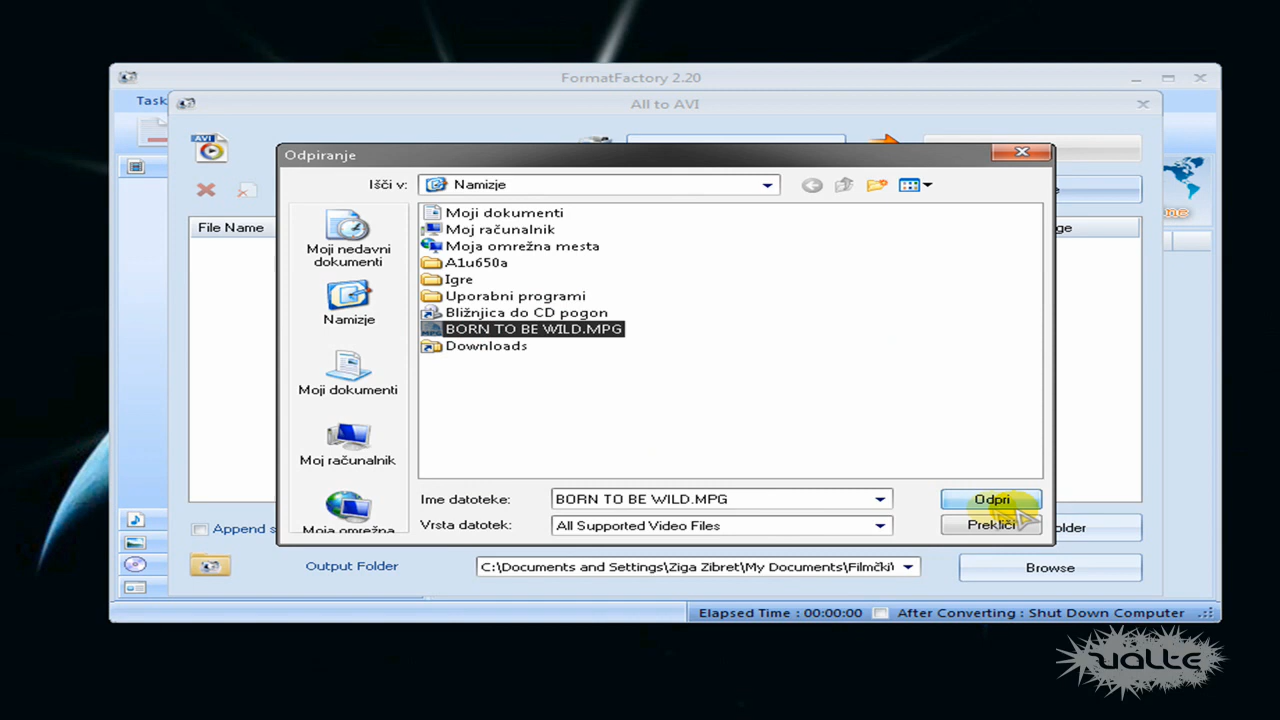 FormatFactory 2.20
Task
All to AVI
AVI
Odpiranje
Išči v:
Namizje
File Name
Moji nedavni
dokumenti
Namizje
Moji dokumenti
Moj računalnik
Moja omrežna
Moji dokumenti
Moj računalnik
Moja omrežna mesta
A1u650a
Igre
Uporabni programi
Bližnjica do CD pogon
BORN TO BE WILD.MPG
Downloads
Ime datoteke:
BORN TO BE WILD.MPG
Odpri
Vrsta datotek:
All Supported Video Files
Prekliči
Append s
older
Output Folder
C:\Documents and Settings\Ziga Zibret\My Documents\Filmčki\
Browse
Elapsed Time : 00:00:00
After Converting : Shut Down Computer